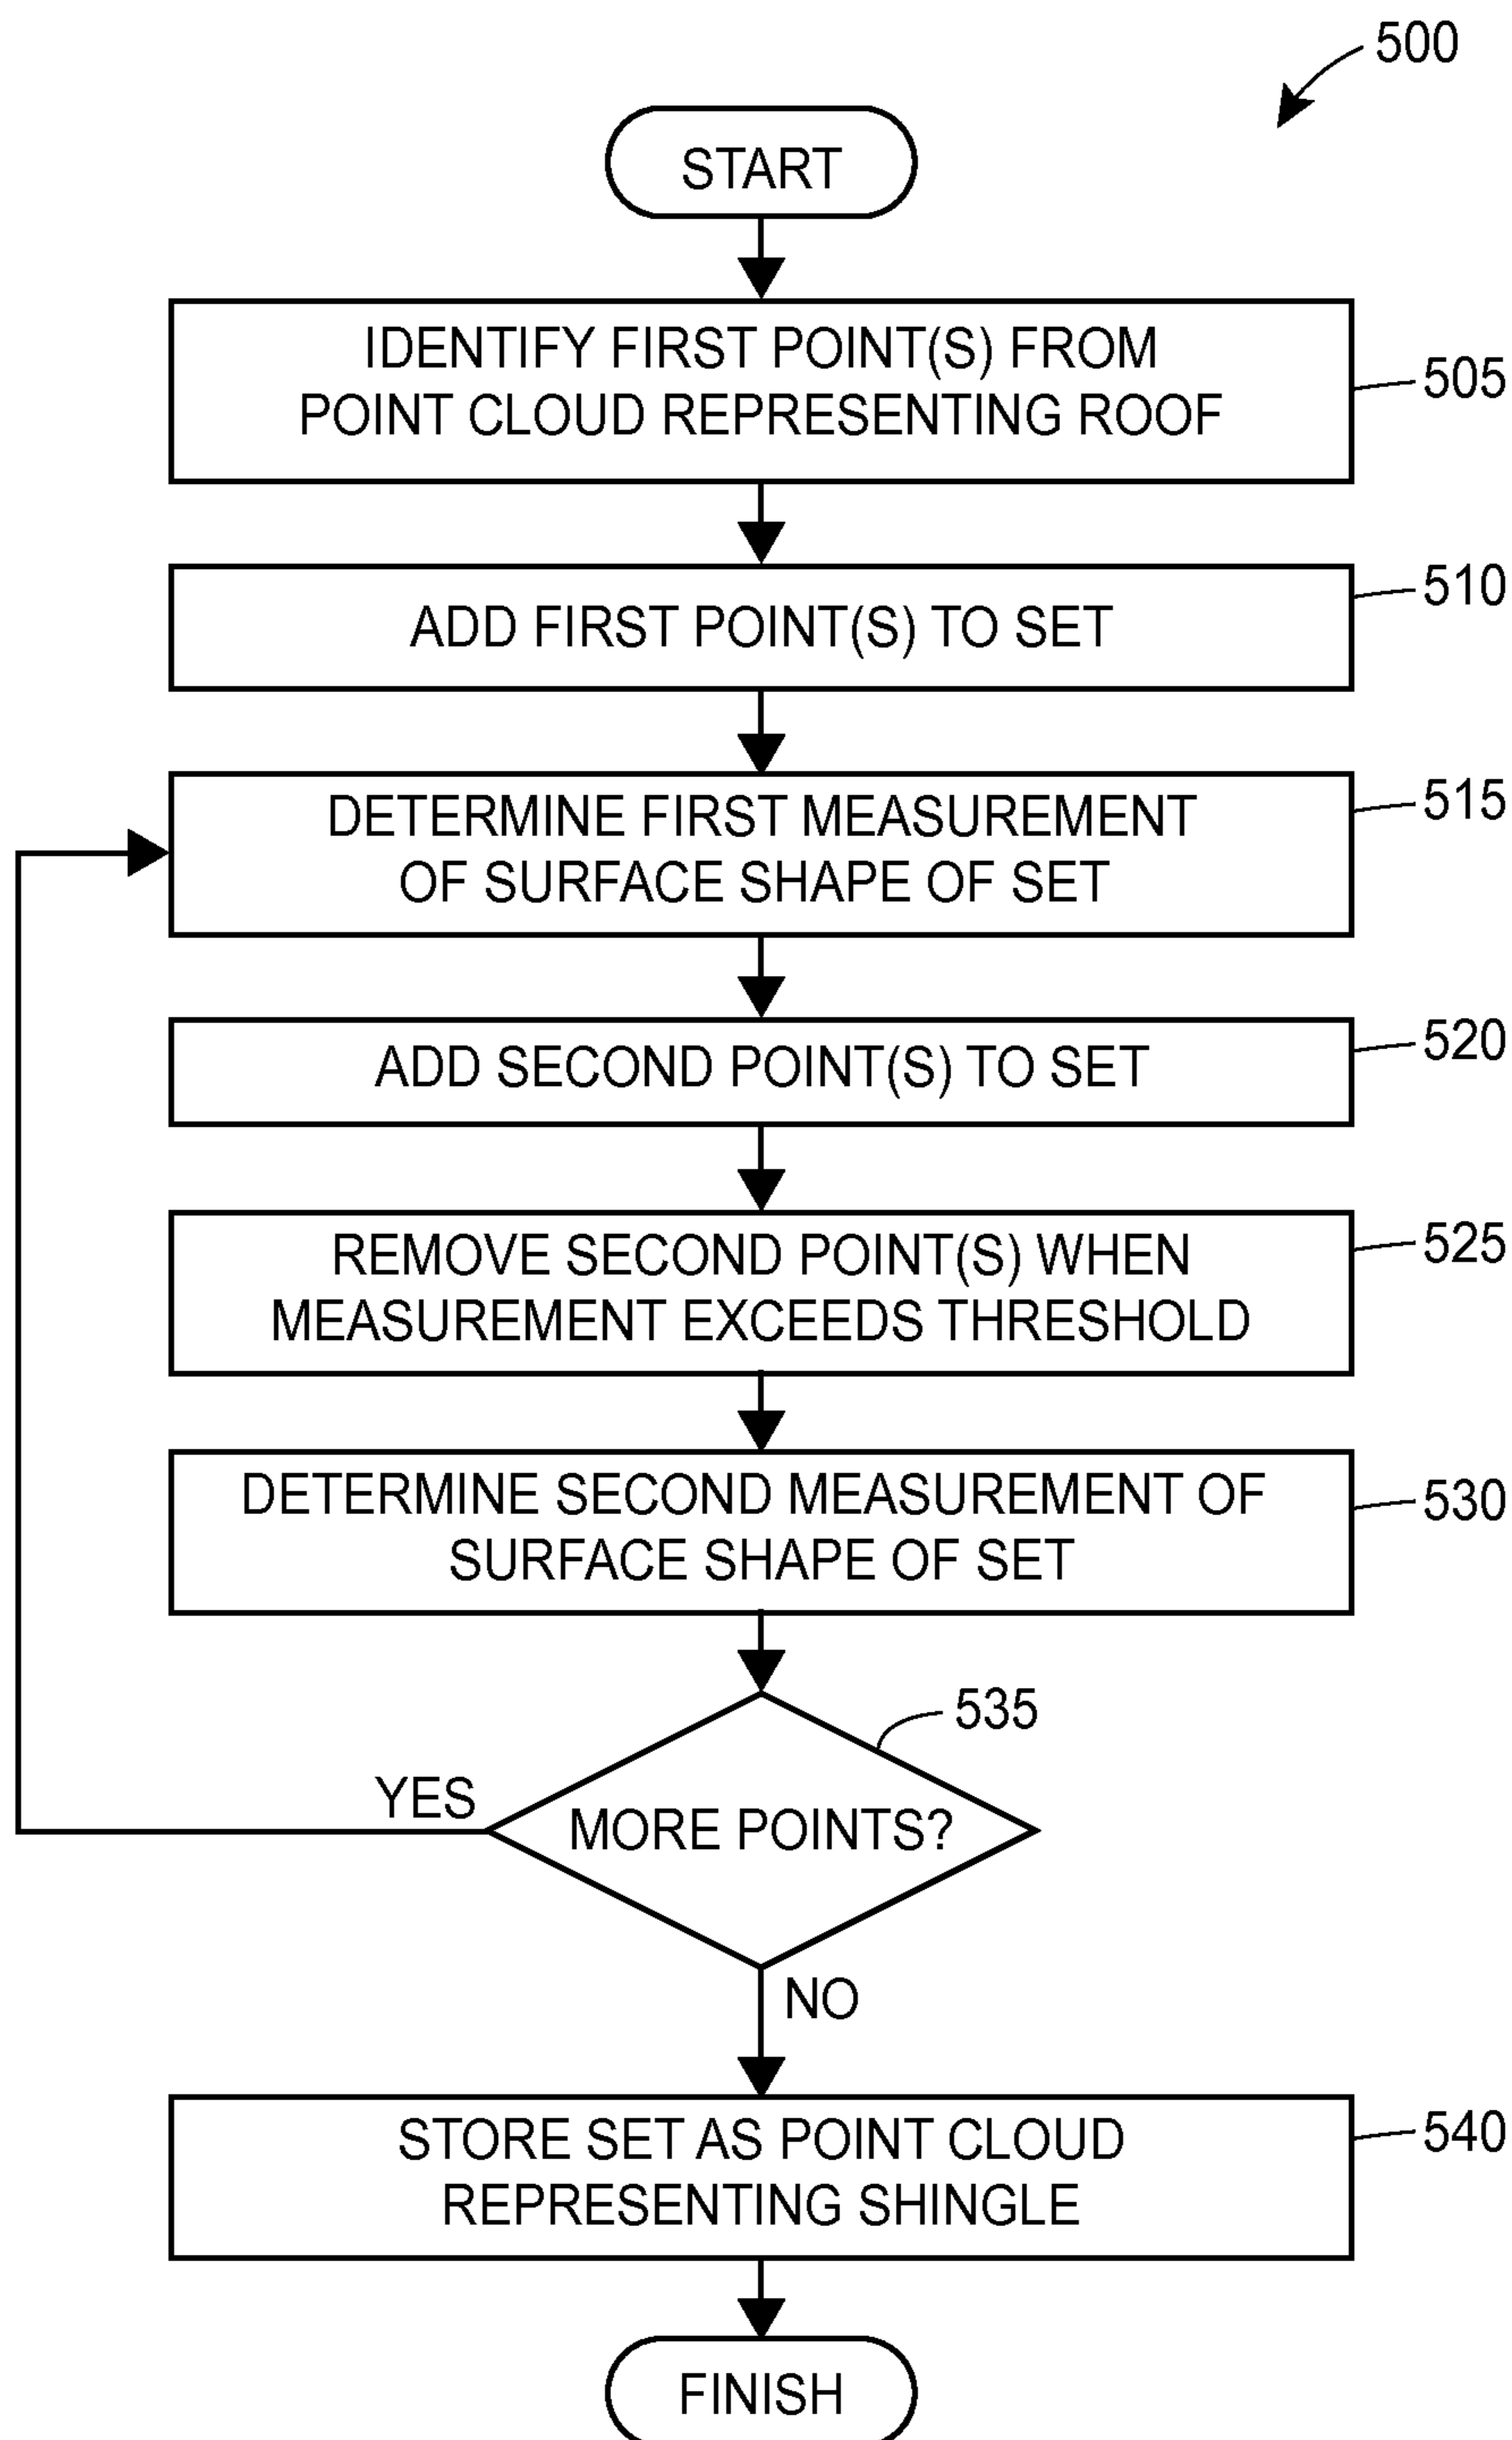 500
START
IDENTIFY FIRST POINT(S) FROM
POINT CLOUD REPRESENTING ROOF
505
ADD FIRST POINT(S) TO SET
510
DETERMINE FIRST MEASUREMENT
OF SURFACE SHAPE OF SET
515
ADD SECOND POINT(S) TO SET
520
REMOVE SECOND POINT(S) WHEN
MEASUREMENT EXCEEDS THRESHOLD
525
DETERMINE SECOND MEASUREMENT OF
SURFACE SHAPE OF SET
530
535
YES
MORE POINTS?
NO
STORE SET AS POINT CLOUD
REPRESENTING SHINGLE
540
FINISH